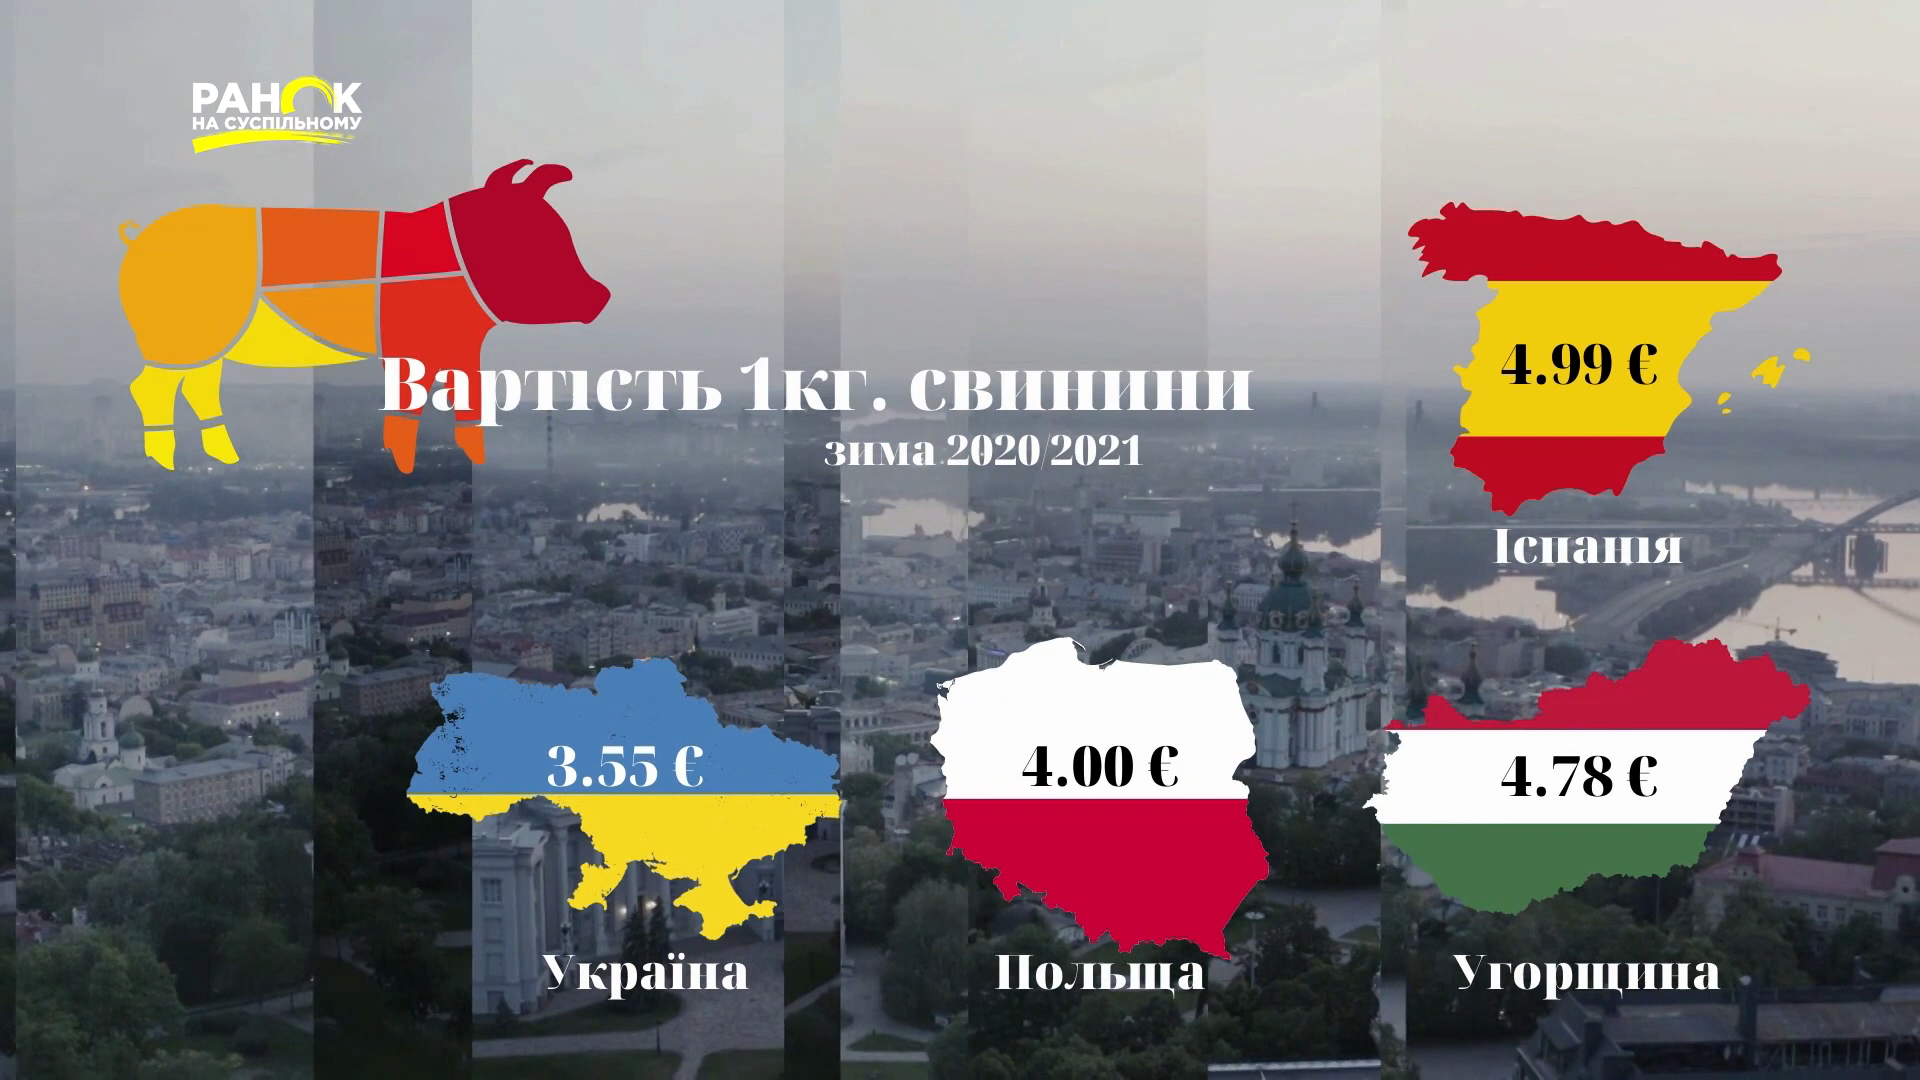 РАНОК
НА СУСПІЛЬНОМУ
Вартість 1кг. свинини
зима 2020/2021
4.99 €
Іспанія
3.55 €
Україна
4.00 €
Польща
4.78 €
Угорщина